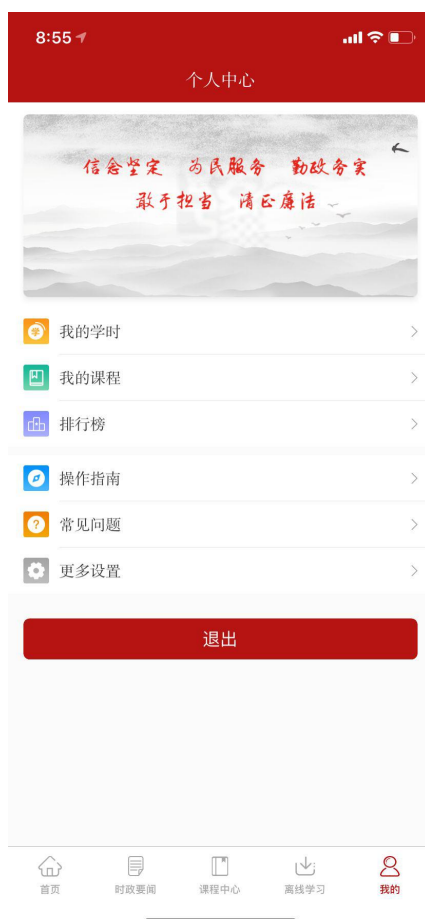 8:55
个人中心
信念坚定 为民服务 勤政务实
敢于担当 清正廉洁
我的学时
我的课程
排行榜
操作指南
常见问题
更多设置
退出
首页 时政要闻 课程中心 离线学习 我的